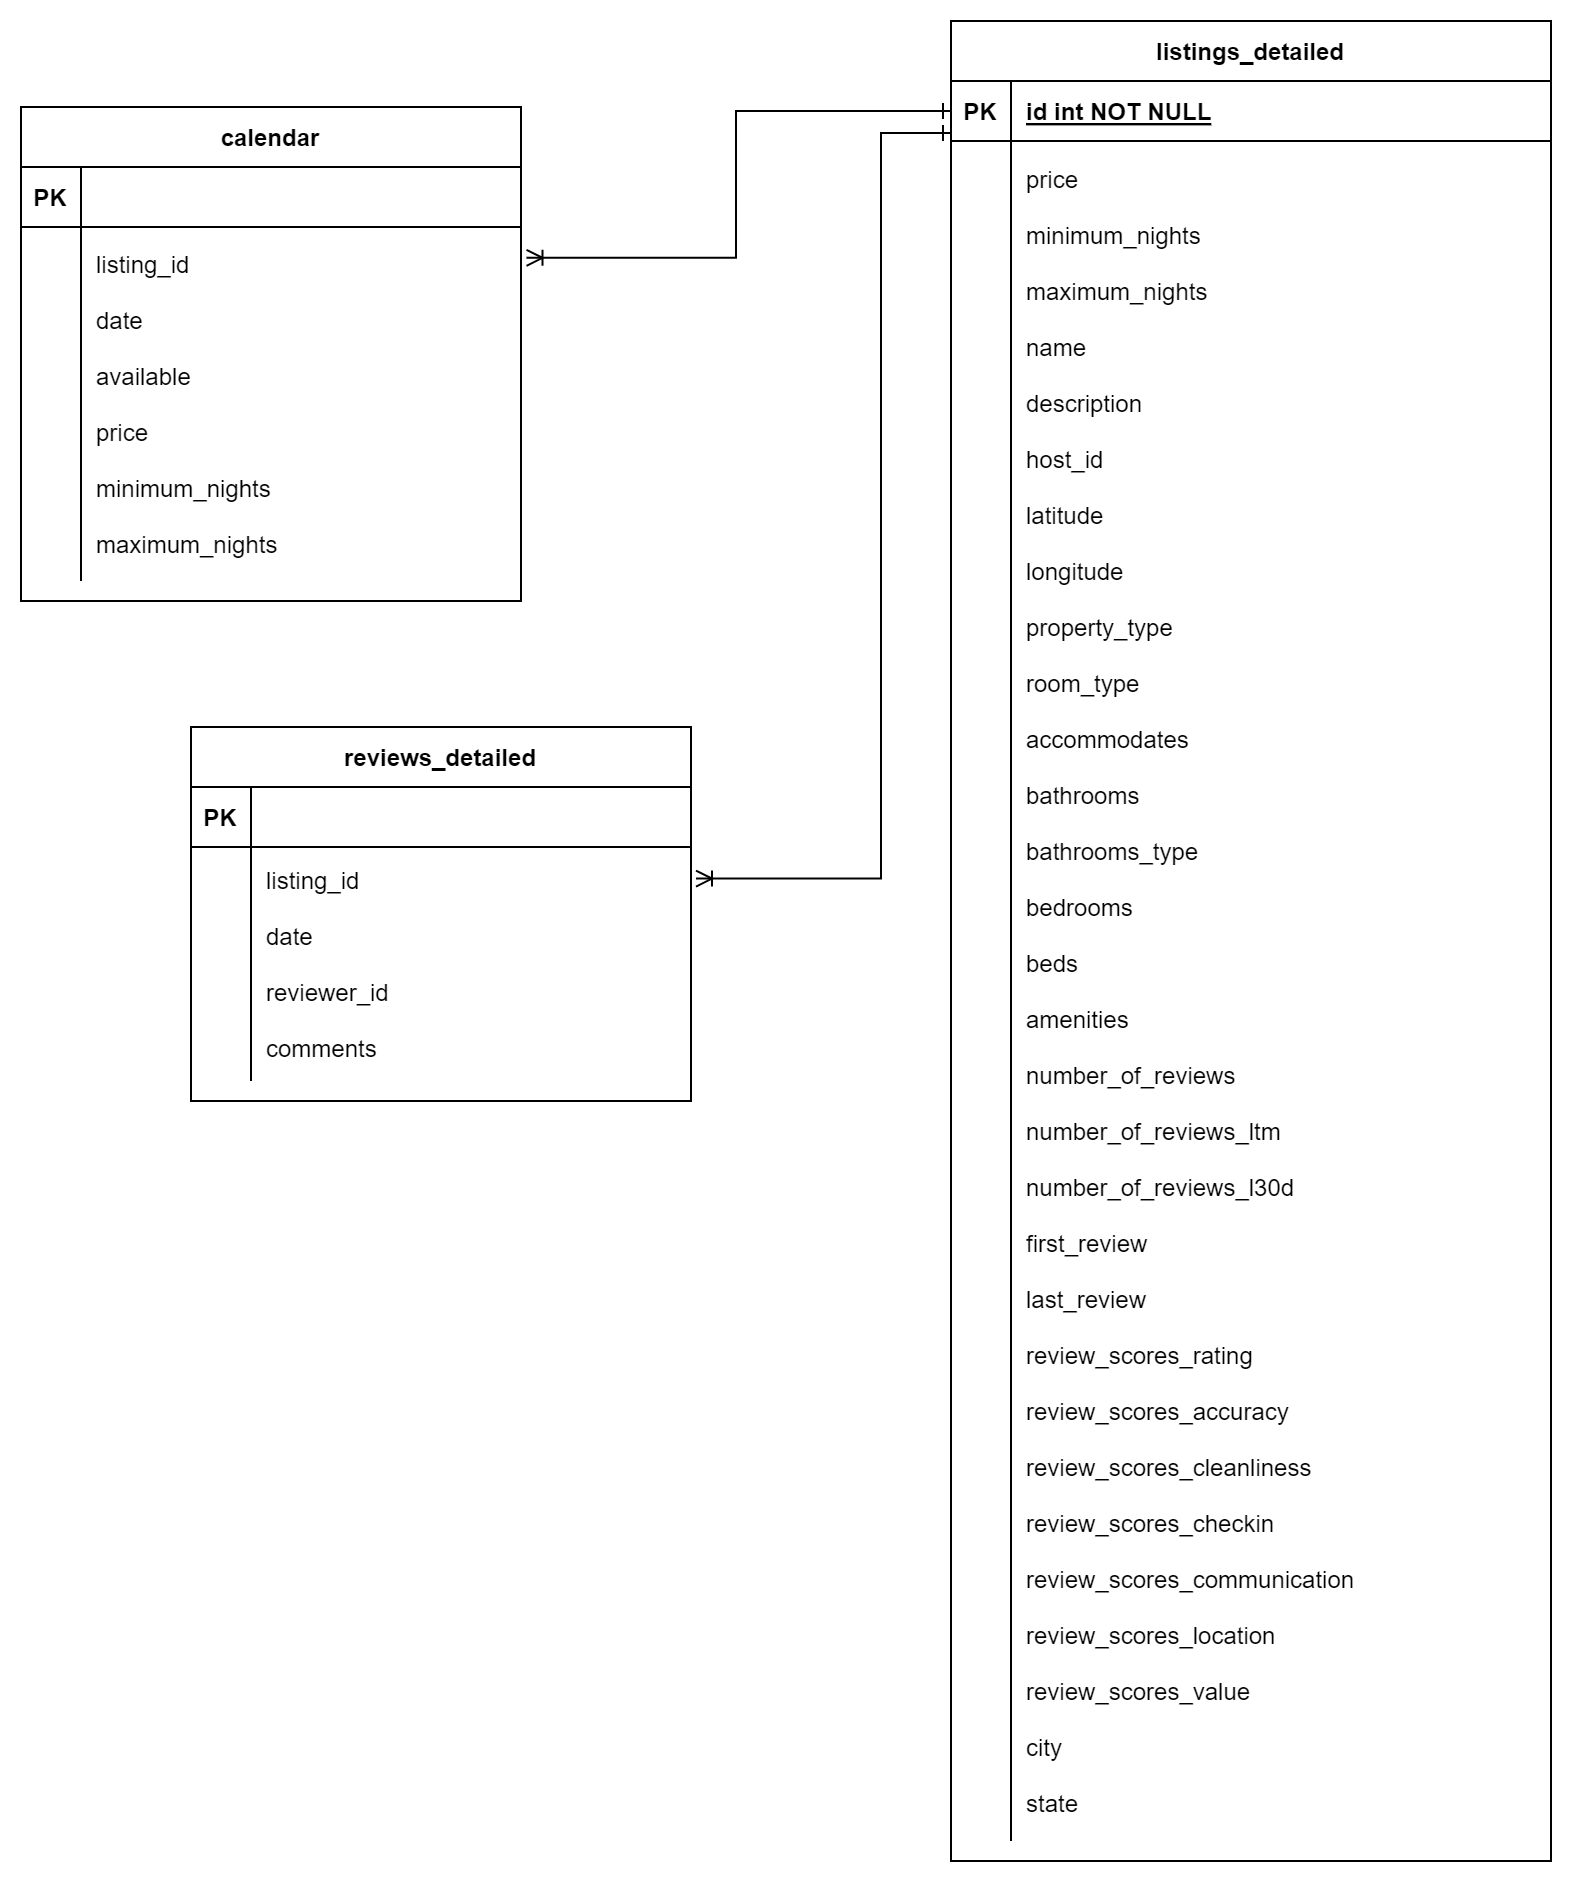 calendar
PK
listing_id
date
available
price
minimum_nights
maximum_nights
reviews_detailed
PK
listing_id
date
reviewer_id
comments
listings_detailed
PK id int NOT NULL
price
minimum_nights
maximum_nights
name
description
host_id
latitude
longitude
property_type
room_type
accommodates
bathrooms
bathrooms_type
bedrooms
beds
amenities
number_of_reviews
number_of_reviews_ltm
number_of_reviews_l30d
first_review
last_review
review_scores_rating
review_scores_accuracy
review_scores_cleanliness
review_scores_checkin
review_scores_communication
review_scores_location
review_scores_value
city
state